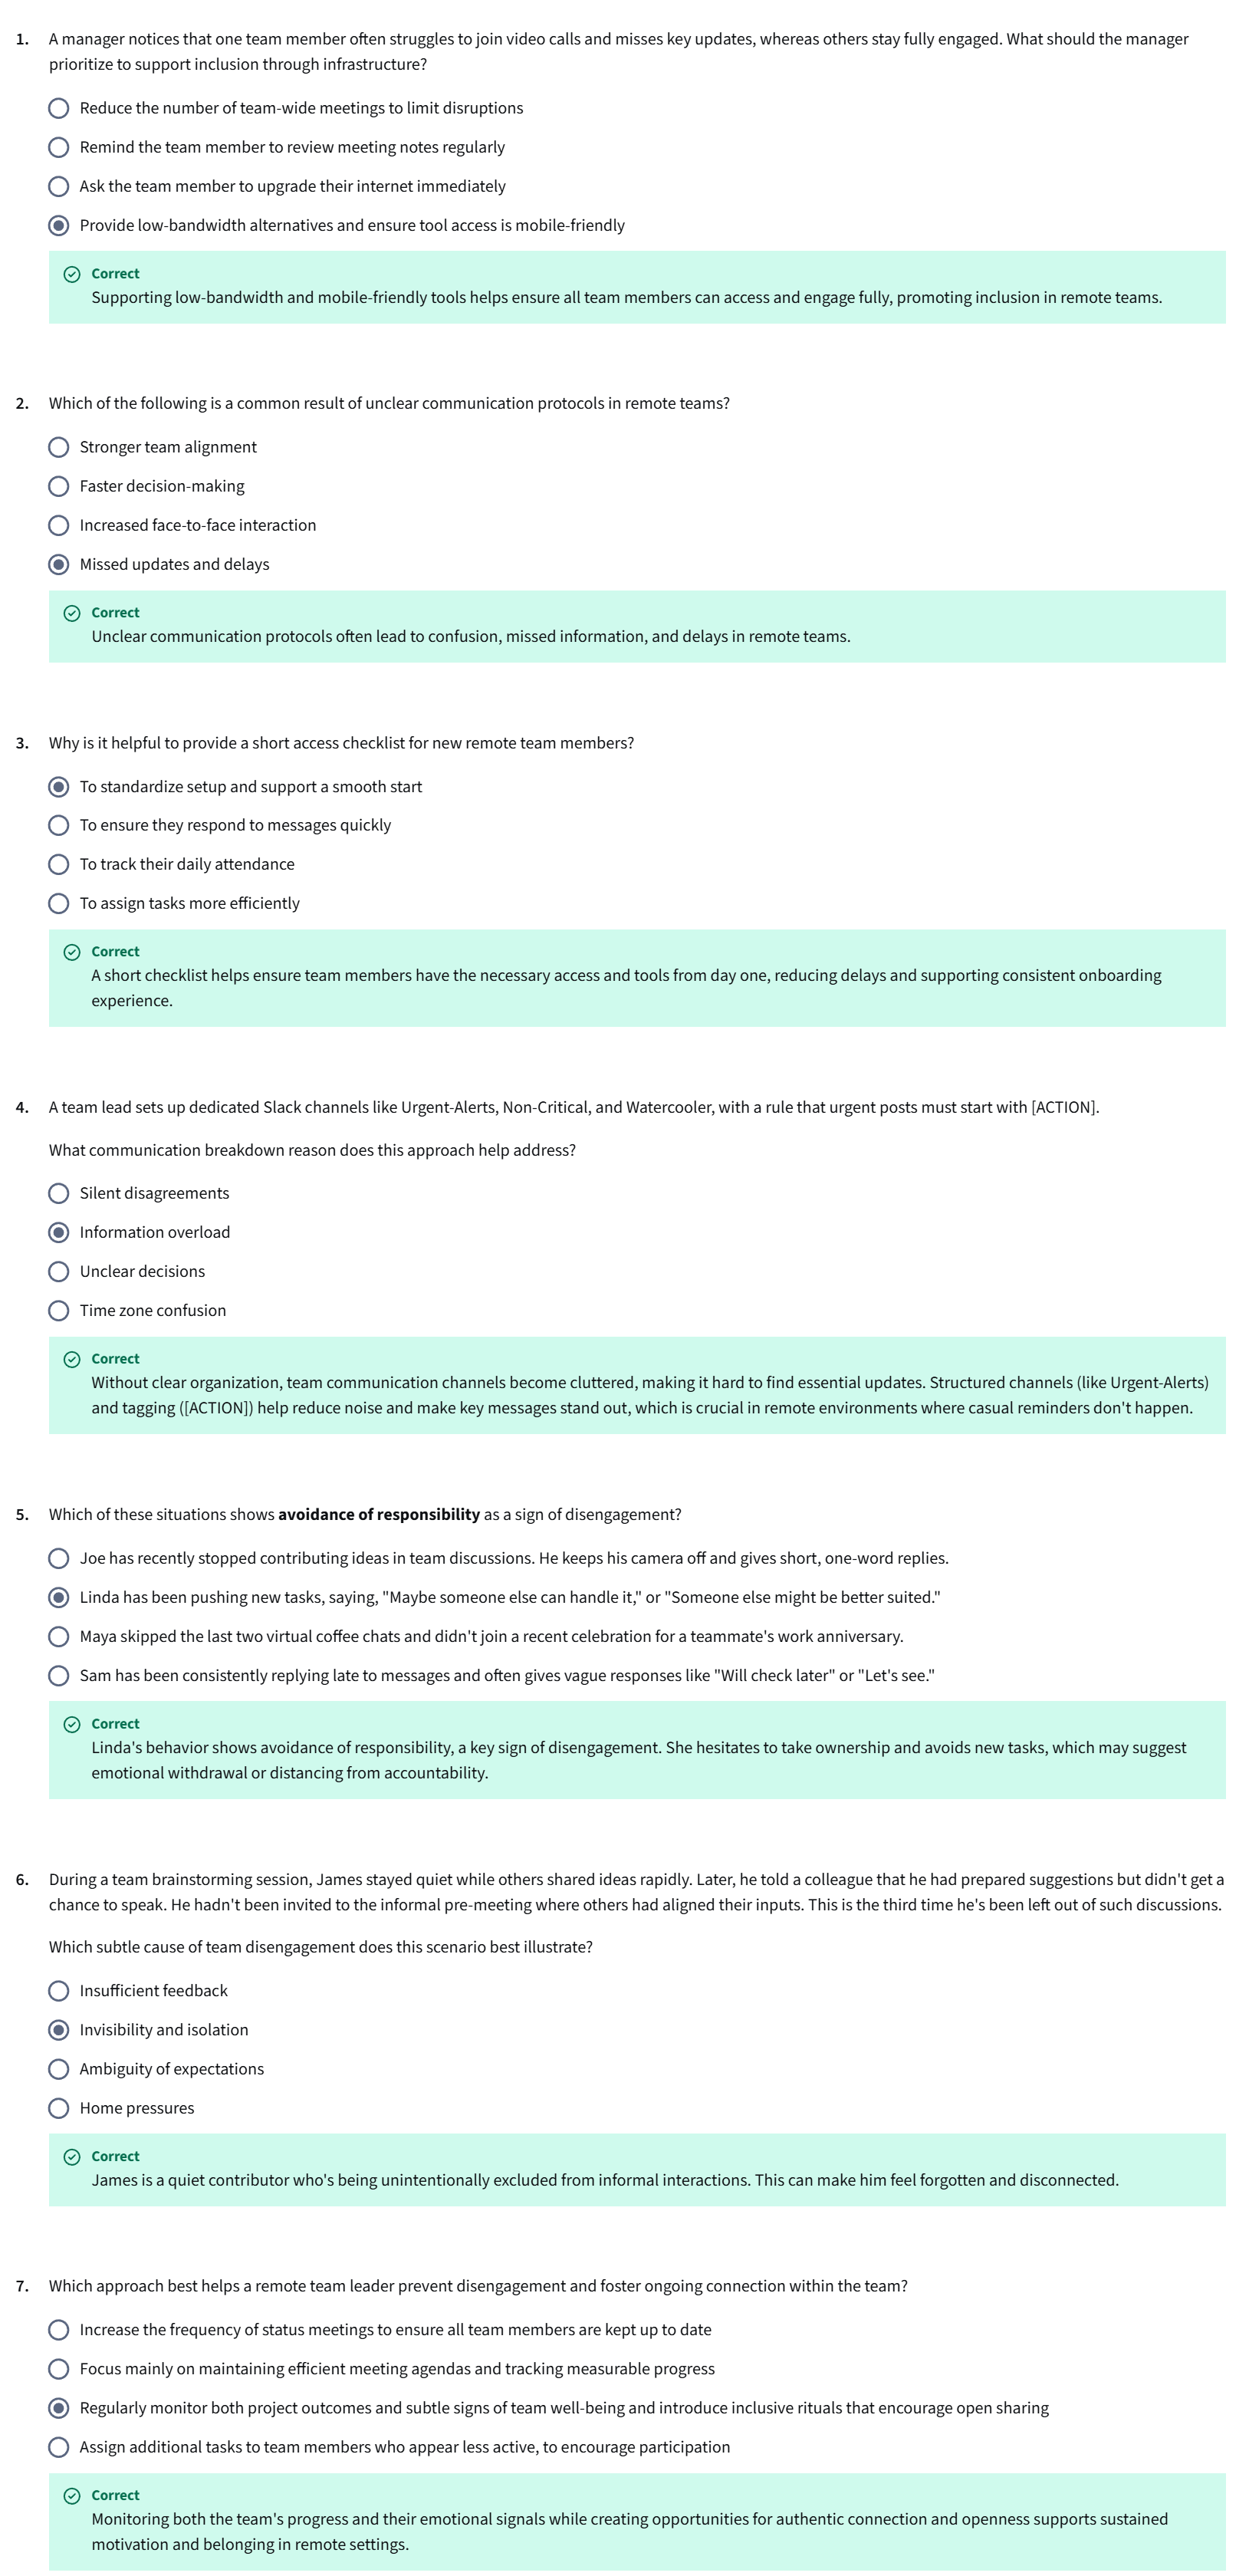 1. A manager notices that one team member often struggles to join video calls and misses key updates, whereas others stay fully engaged. What should the manager
prioritize to support inclusion through infrastructure?
Reduce the number of team-wide meetings to limit disruptions
Remind the team member to review meeting notes regularly
Ask the team member to upgrade their internet immediately
Provide low-bandwidth alternatives and ensure tool access is mobile-friendly
Correct
Supporting low-bandwidth and mobile-friendly tools helps ensure all team members can access and engage fully, promoting inclusion in remote teams.
2. Which of the following is a common result of unclear communication protocols in remote teams?
Stronger team alignment
Faster decision-making
Increased face-to-face interaction
Missed updates and delays
Correct
Unclear communication protocols often lead to confusion, missed information, and delays in remote teams.
3. Why is it helpful to provide a short access checklist for new remote team members?
To standardize setup and support a smooth start
To ensure they respond to messages quickly
To track their daily attendance
To assign tasks more efficiently
Correct
A short checklist helps ensure team members have the necessary access and tools from day one, reducing delays and supporting consistent onboarding
experience.
4. A team lead sets up dedicated Slack channels like Urgent-Alerts, Non-Critical, and Watercooler, with a rule that urgent posts must start with [ACTION].
What communication breakdown reason does this approach help address?
Silent disagreements
Information overload
Unclear decisions
Time zone confusion
Correct
Without clear organization, team communication channels become cluttered, making it hard to find essential updates. Structured channels (like Urgent-Alerts)
and tagging ([ACTION]) help reduce noise and make key messages stand out, which is crucial in remote environments where casual reminders don't happen.
5. Which of these situations shows avoidance of responsibility as a sign of disengagement?
Joe has recently stopped contributing ideas in team discussions. He keeps his camera off and gives short, one-word replies.
Linda has been pushing new tasks, saying, "Maybe someone else can handle it," or "Someone else might be better suited."
Maya skipped the last two virtual coffee chats and didn't join a recent celebration for a teammate's work anniversary.
Sam has been consistently replying late to messages and often gives vague responses like "Will check later" or "Let's see."
Correct
Linda's behavior shows avoidance of responsibility, a key sign of disengagement. She hesitates to take ownership and avoids new tasks, which may suggest
emotional withdrawal or distancing from accountability.
6. During a team brainstorming session, James stayed quiet while others shared ideas rapidly. Later, he told a colleague that he had prepared suggestions but didn't get a
chance to speak. He hadn't been invited to the informal pre-meeting where others had aligned their inputs. This is the third time he's been left out of such discussions.
Which subtle cause of team disengagement does this scenario best illustrate?
Insufficient feedback
Invisibility and isolation
Ambiguity of expectations
Home pressures
Correct
James is a quiet contributor who's being unintentionally excluded from informal interactions. This can make him feel forgotten and disconnected.
7. Which approach best helps a remote team leader prevent disengagement and foster ongoing connection within the team?
Increase the frequency of status meetings to ensure all team members are kept up to date
Focus mainly on maintaining efficient meeting agendas and tracking measurable progress
Regularly monitor both project outcomes and subtle signs of team well-being and introduce inclusive rituals that encourage open sharing
Assign additional tasks to team members who appear less active, to encourage participation
Correct
Monitoring both the team's progress and their emotional signals while creating opportunities for authentic connection and openness supports sustained
motivation and belonging in remote settings.